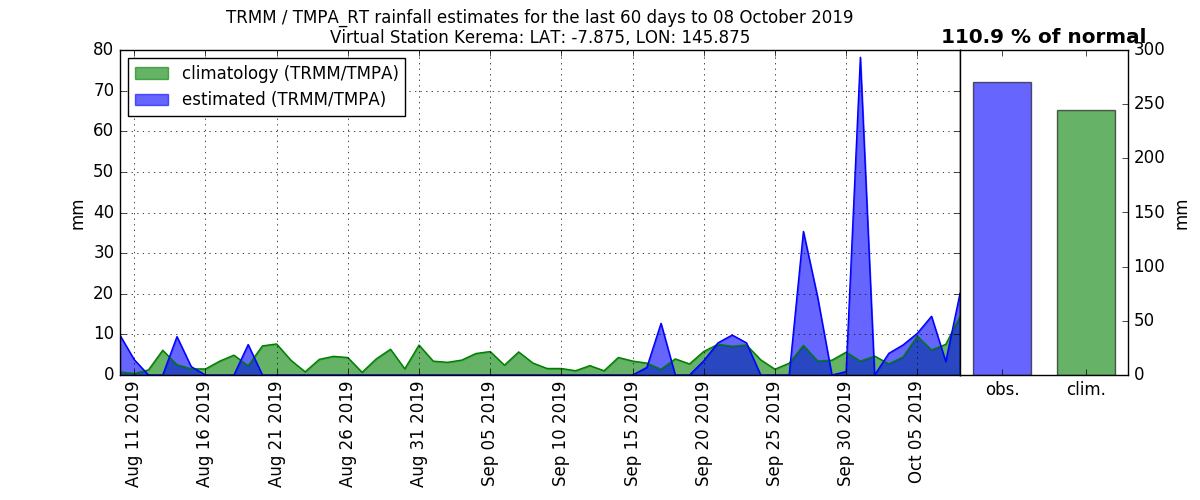 TRMM / TMPA_RT rainfall estimates for the last 60 days to 08 October 2019
Virtual Station Kerema: LAT: -7.875, LON: 145.875
110.9 % of normal
climatology (TRMM/TMPA)
estimated (TRMM/TMPA)
mm
80
70
60
50
40
30
20
10
0
Aug 11 2019
Aug 16 2019
Aug 21 2019
Aug 26 2019
Aug 31 2019
Sep 05 2019
Sep 10 2019
Sep 15 2019
Sep 20 2019
Sep 25 2019
Sep 30 2019
Oct 05 2019
obs.
clim.
300
250
200
150
100
50
0
mm